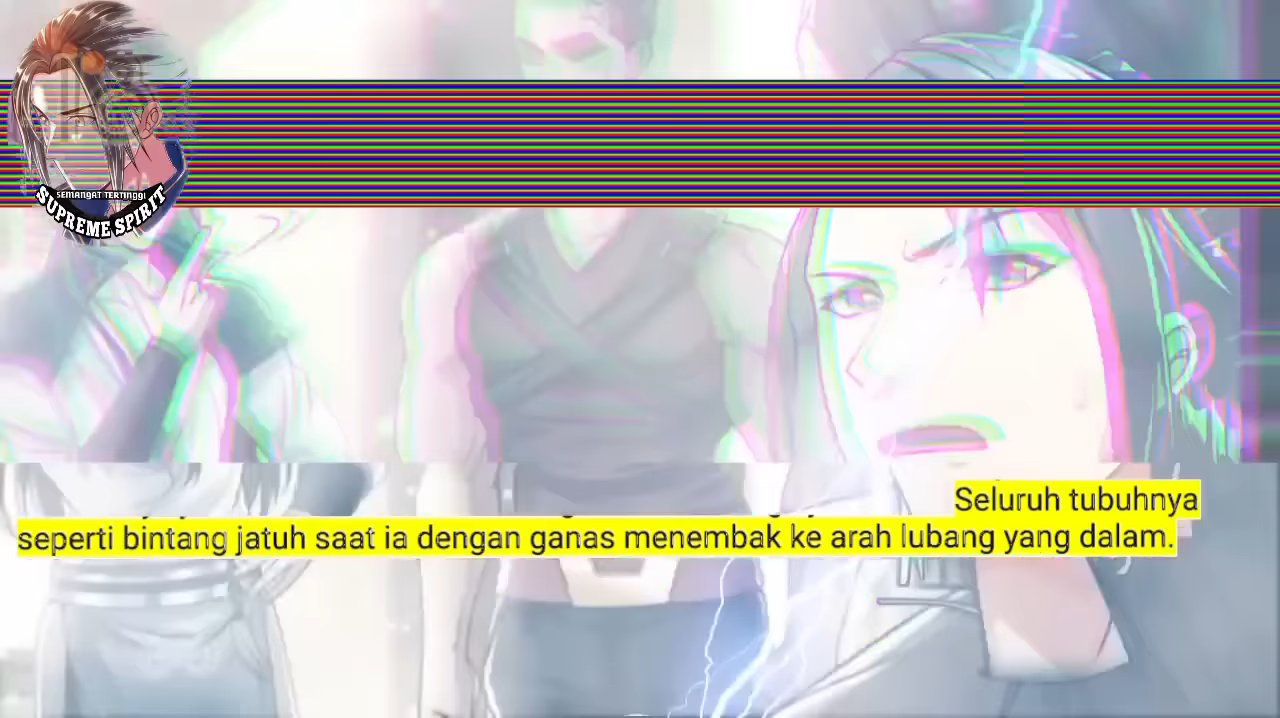 SEMANGAT TERTINGGI
SUPREME SPIRIT
Seluruh tubuhnya
seperti bintang jatuh saat ia dengan ganas menembak ke arah lubang yang dalam.